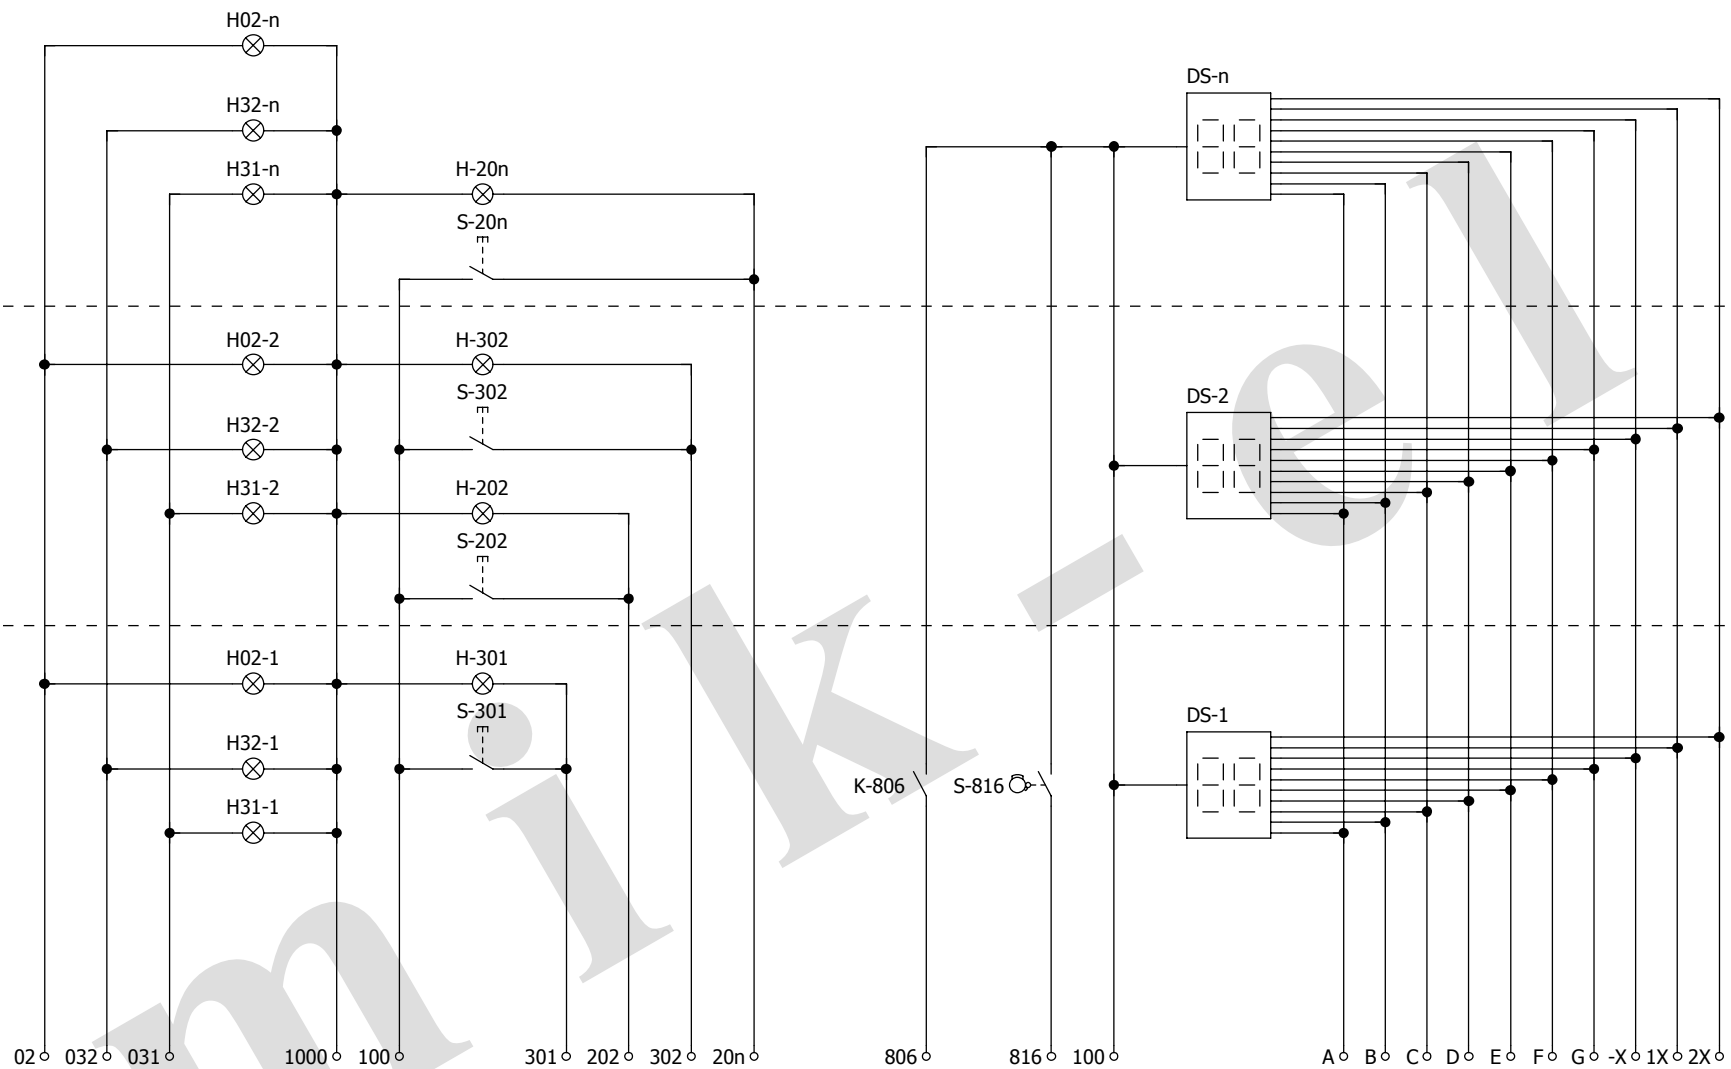 H02-n
DS-n
H32-n
H31-n H-20n
S-20n
H02-2 H-302
S-302
DS-2
H32-2
H31-2 H-202
S-202
H02-1 H-301
S-301
DS-1
H32-1
K-806 S-816
H31-1
02 032 031 1000 100 301 202 302 20n 806 816 100 A B C D E F G -X 1X 2X
mik-el